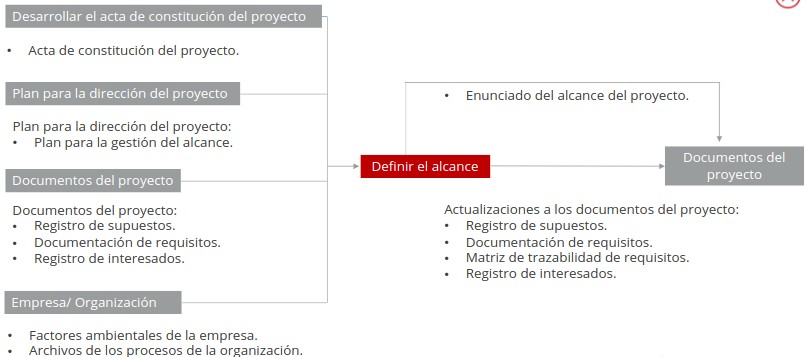 Desarrollar el acta de constitución del proyecto
• Acta de constitución del proyecto.
Plan para la dirección del proyecto
Plan para la dirección del proyecto:
• Plan para la gestión del alcance.
Documentos del proyecto
Documentos del proyecto:
• Registro de supuestos.
• Documentación de requisitos.
• Registro de interesados.
Empresa/ Organización
• Factores ambientales de la empresa.
• Archivos de los procesos de la organización.
Definir el alcance
• Enunciado del alcance del proyecto.
Documentos del
proyecto
Actualizaciones a los documentos del proyecto:
• Registro de supuestos.
• Documentación de requisitos.
• Matriz de trazabilidad de requisitos.
• Registro de interesados.